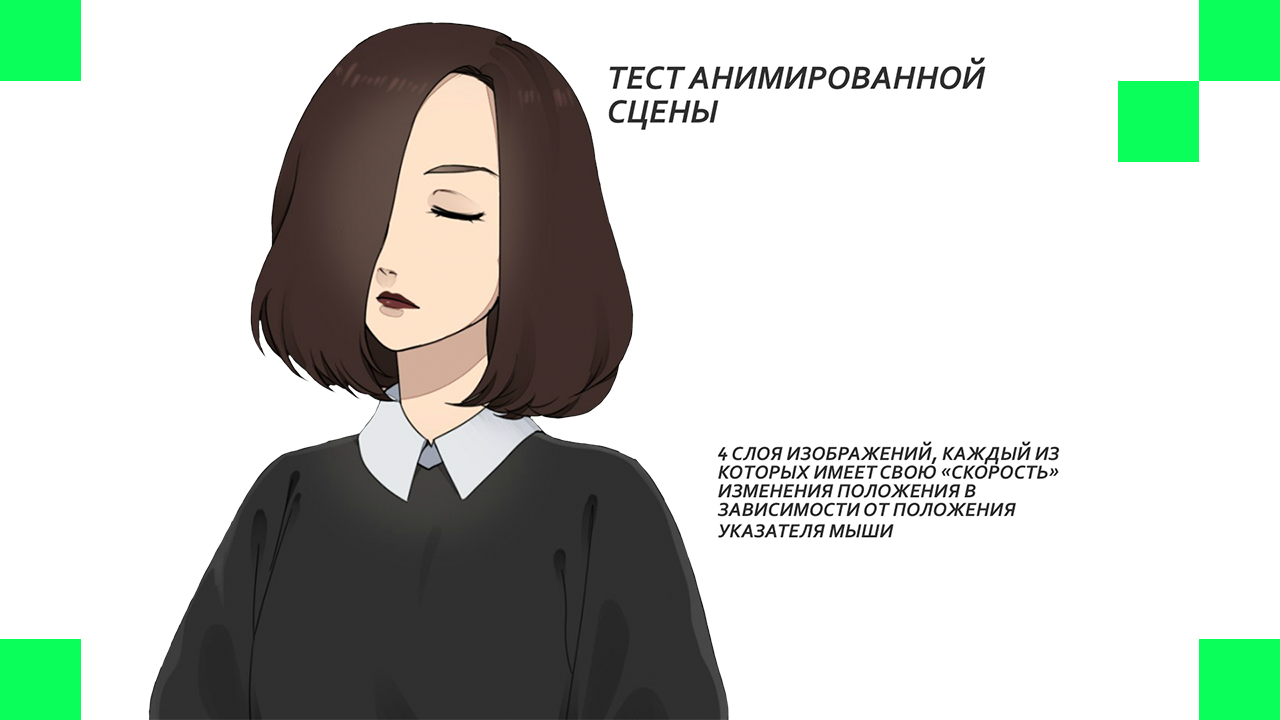 ТЕСТ АНИМИРОВАННОЙ
СЦЕНЫ
4 СЛОЯ ИЗОБРАЖЕНИЙ, КАЖДЫЙ ИЗ
КОТОРЫХ ИМЕЕТ СВОЮ «СКОРОСТЬ»
ИЗМЕНЕНИЯ ПОЛОЖЕНИЯ В
ЗАВИСИМОСТИ ОТ ПОЛОЖЕНИЯ
УКАЗАТЕЛЯ МЫШИ